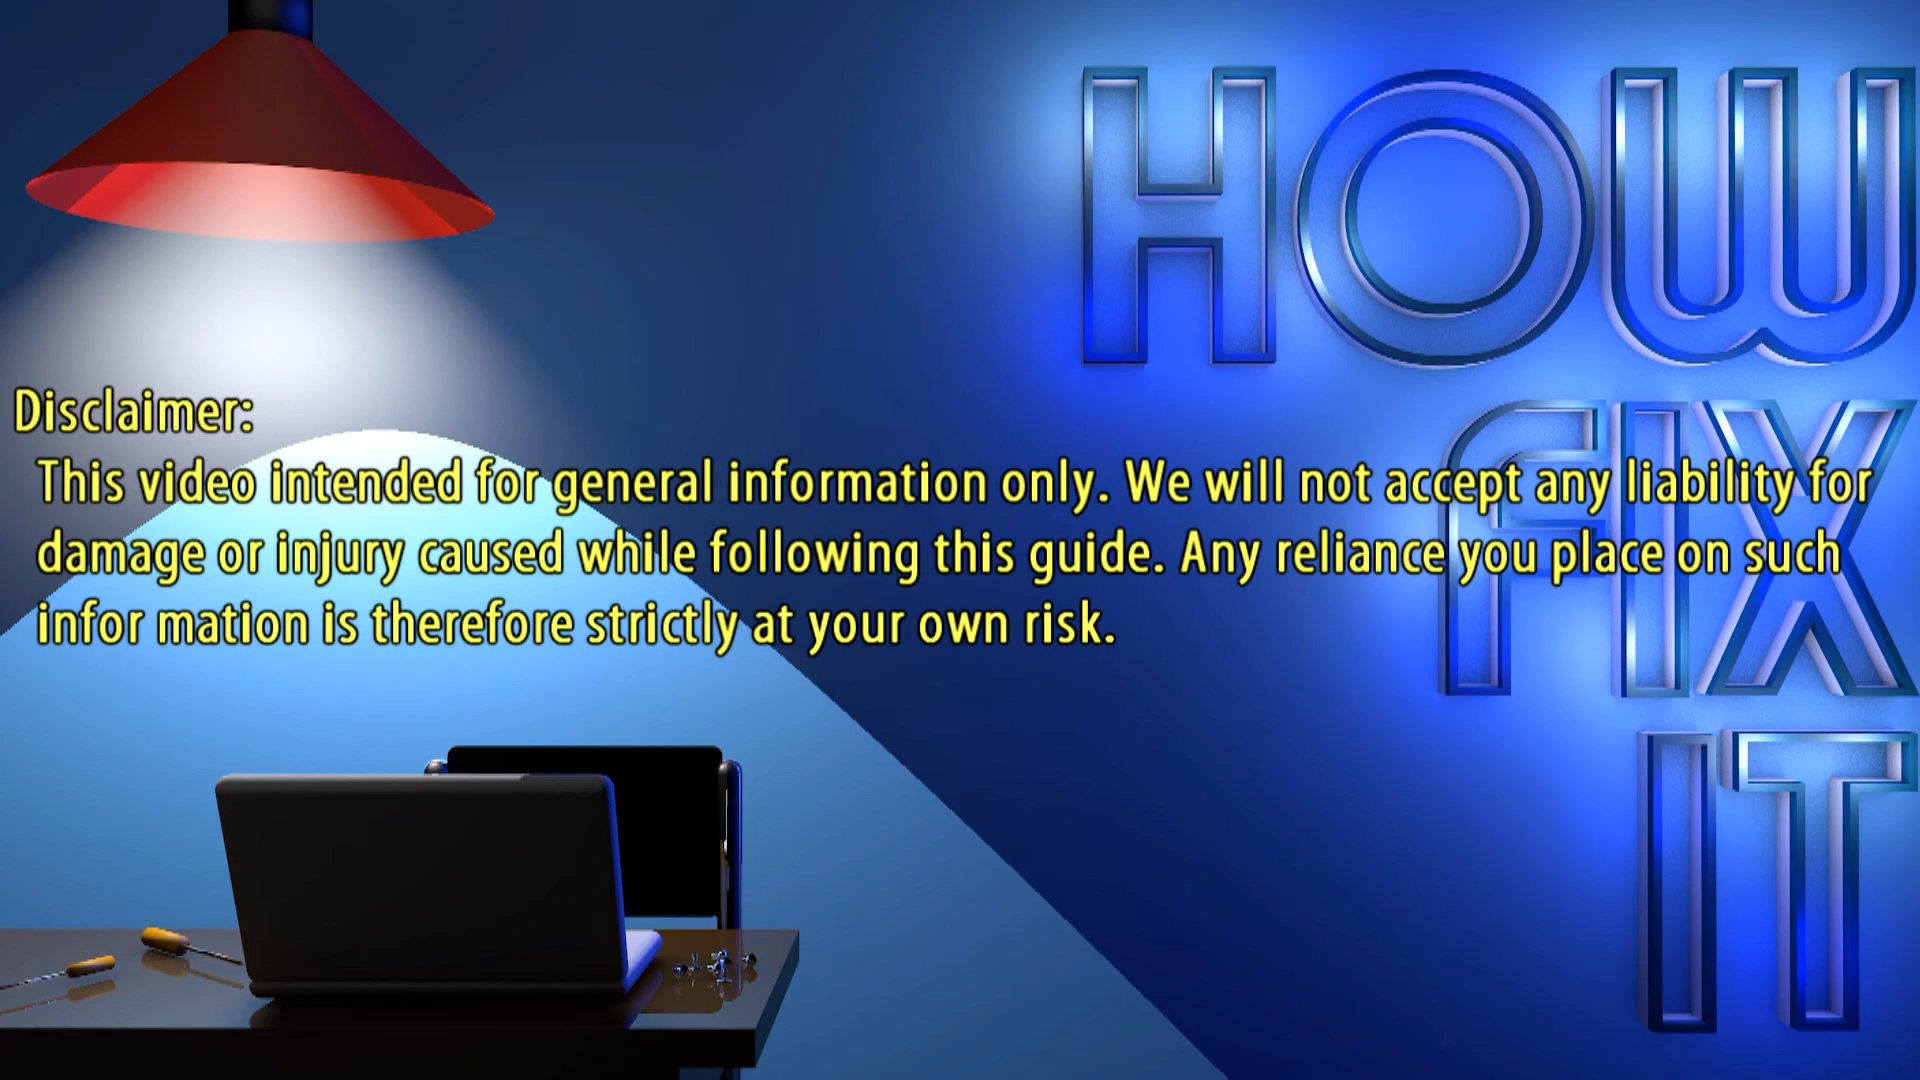 HOW
FIX
IT
Disclaimer:
This video intended for general information only. We will not accept any liability for
damage or injury caused while following this guide. Any reliance you place on such
infor mation is therefore strictly at your own risk.